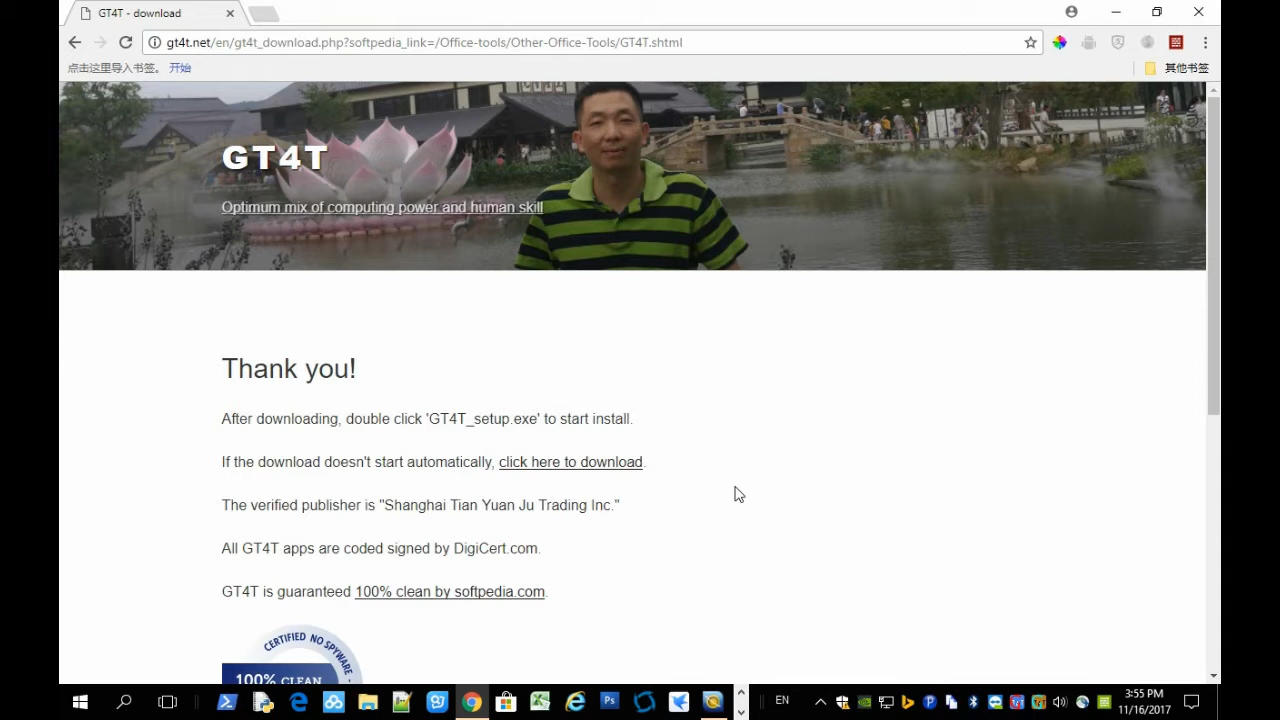 GT4T - download
gt4t.net/en/gt4t_download.php?softpedia_link=/Office-tools/Other-Office-Tools/GT4T.shtml
点击这里导入书签。 开始
其他书签
GT4T
Optimum mix of computing power and human skill
Thank you!
After downloading, double click 'GT4T_setup.exe' to start install.
If the download doesn't start automatically, click here to download.
The verified publisher is "Shanghai Tian Yuan Ju Trading Inc."
All GT4T apps are coded signed by DigiCert.com.
GT4T is guaranteed 100% clean by softpedia.com.
CERTIFIED NO SPYWARE
100% CLEAN
Ps
EN
3:55 PM
11/16/2017